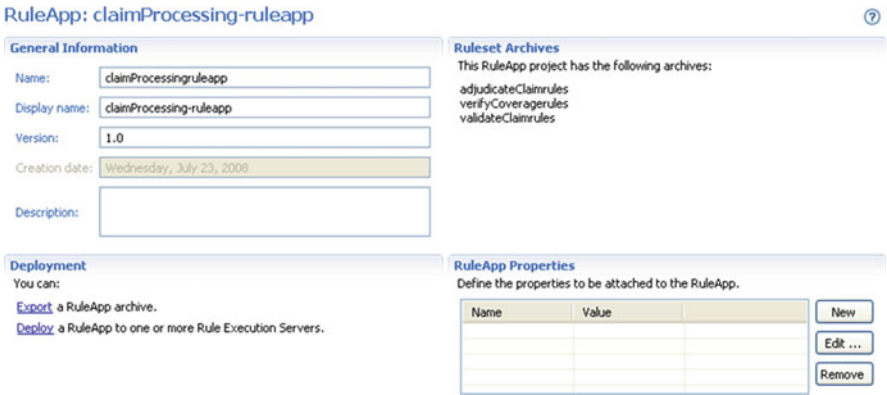 RuleApp: claimProcessing-ruleapp
?
General Information
Name: claimProcessingruleapp
Display name: claimProcessing-ruleapp
Version: 1.0
Creation date: Wednesday, July 23, 2008
Description:
Ruleset Archives
This RuleApp project has the following archives:
adjudicateClaimrules
verifyCoveragerules
validateClaimrules
Deployment
You can:
Export a RuleApp archive.
Deploy a RuleApp to one or more Rule Execution Servers.
RuleApp Properties
Define the properties to be attached to the RuleApp.
Name Value
New
Edit ...
Remove